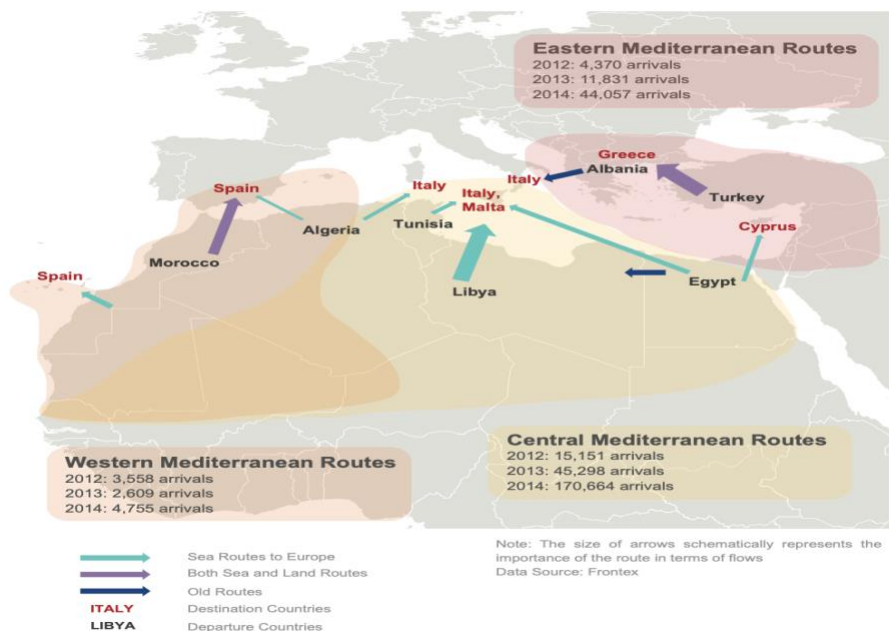 Eastern Mediterranean Routes
2012: 4,370 arrivals
2013: 11,831 arrivals
2014: 44,057 arrivals
Greece
Albania
Italy
Turkey
Spain
Italy
Italy,
Malta
Tunisia
Algeria
Cyprus
Morocco
Spain
Libya
Egypt
Western Mediterranean Routes
2012: 3,558 arrivals
2013: 2,609 arrivals
2014: 4,755 arrivals
Central Mediterranean Routes
2012: 15,151 arrivals
2013: 45,298 arrivals
2014: 170,664 arrivals
Sea Routes to Europe
Both Sea and Land Routes
Old Routes
ITALY Destination Countries
LIBYA Departure Countries
Note: The size of arrows schematically represents the
importance of the route in terms of flows
Data Source: Frontex